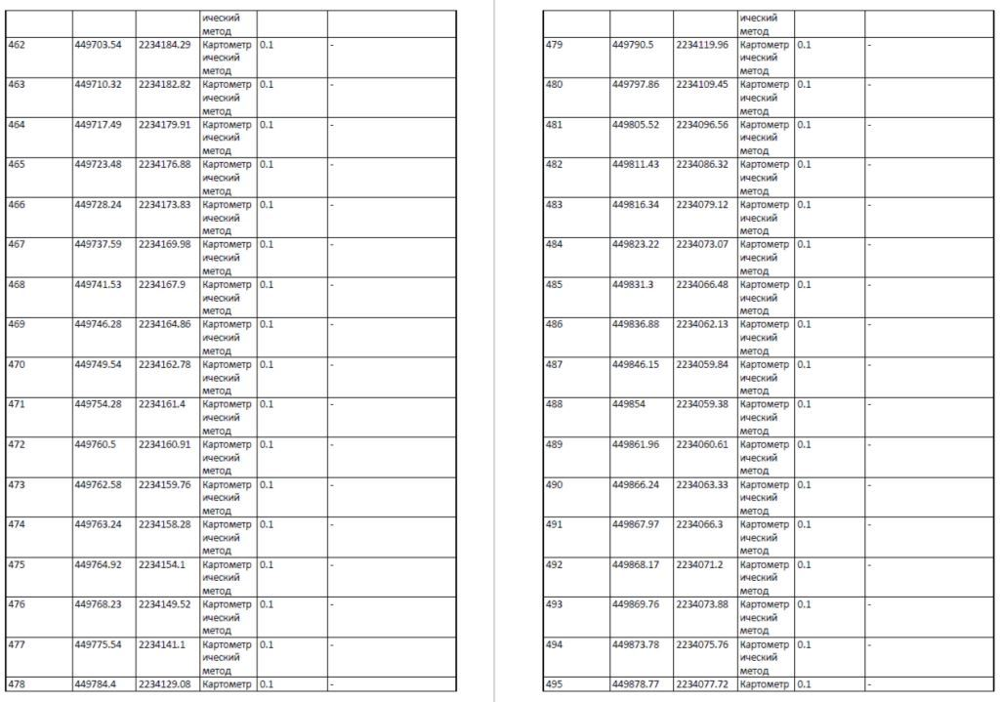 ический
метод
462 449703.54 2234184.29 Картометр 0.1 -
ический
метод
463 449710.32 2234182.82 Картометр 0.1 -
ический
метод
464 449717.49 2234179.91 Картометр 0.1 -
ический
метод
465 449723.48 2234176.88 Картометр 0.1 -
ический
метод
466 449728.24 2234173.83 Картометр 0.1 -
ический
метод
467 449737.59 2234169.98 Картометр 0.1 -
ический
метод
468 449741.53 2234167.9 Картометр 0.1 -
ический
метод
469 449746.28 2234164.86 Картометр 0.1 -
ический
метод
470 449749.54 2234162.78 Картометр 0.1 -
ический
метод
471 449754.28 2234161.4 Картометр 0.1 -
ический
метод
472 449760.5 2234160.91 Картометр 0.1 -
ический
метод
473 449762.58 2234159.76 Картометр 0.1 -
ический
метод
474 449763.24 2234158.28 Картометр 0.1 -
ический
метод
475 449764.92 2234154.1 Картометр 0.1 -
ический
метод
476 449768.23 2234149.52 Картометр 0.1 -
ический
метод
477 449775.54 2234141.1 Картометр 0.1 -
ический
метод
478 449784.4 2234129.08 Картометр 0.1 -
ический
метод
479 449790.5 2234119.96 Картометр 0.1 -
ический
метод
480 449797.86 2234109.45 Картометр 0.1 -
ический
метод
481 449805.52 2234096.56 Картометр 0.1 -
ический
метод
482 449811.43 2234086.32 Картометр 0.1 -
ический
метод
483 449816.34 2234079.12 Картометр 0.1 -
ический
метод
484 449823.22 2234073.07 Картометр 0.1 -
ический
метод
485 449831.3 2234066.48 Картометр 0.1 -
ический
метод
486 449836.88 2234062.13 Картометр 0.1 -
ический
метод
487 449846.15 2234059.84 Картометр 0.1 -
ический
метод
488 449854 2234059.38 Картометр 0.1 -
ический
метод
489 449861.96 2234060.61 Картометр 0.1 -
ический
метод
490 449866.24 2234063.33 Картометр 0.1 -
ический
метод
491 449867.97 2234066.3 Картометр 0.1 -
ический
метод
492 449868.17 2234071.2 Картометр 0.1 -
ический
метод
493 449869.76 2234073.88 Картометр 0.1 -
ический
метод
494 449873.78 2234075.76 Картометр 0.1 -
ический
метод
495 449878.77 2234077.72 Картометр 0.1 -